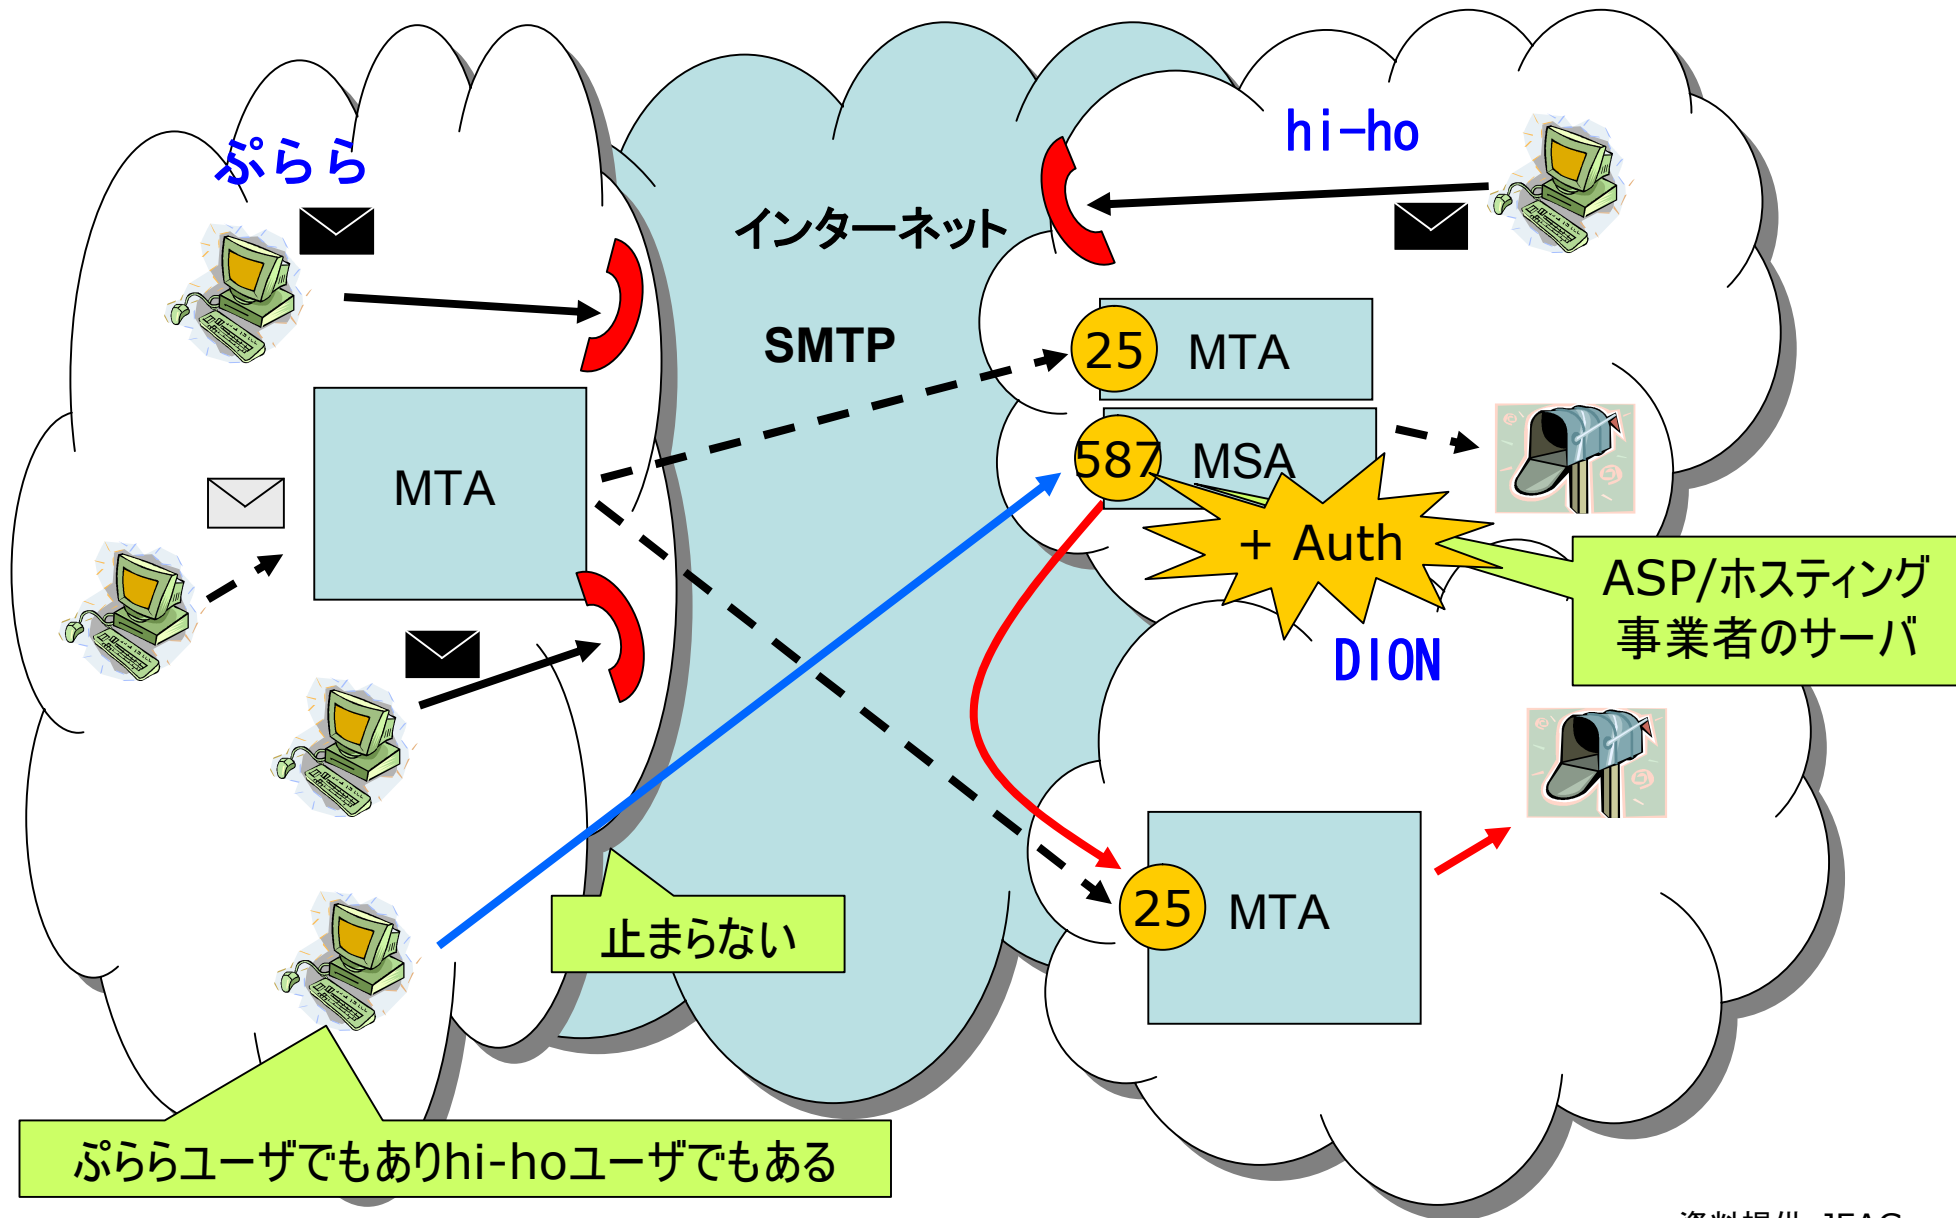 ぷらら
hi-ho
インターネット
SMTP
25
MTA
587
MSA
MTA
+ Auth
ASP/ホスティング
事業者のサーバ
DION
25
MTA
止まらない
ぷららユーザでもありhi-hoユーザでもある